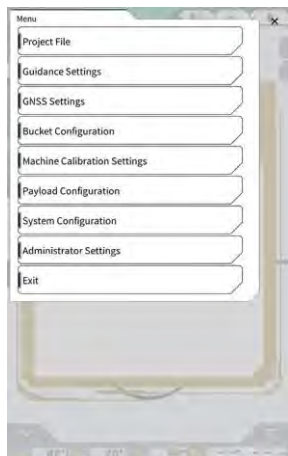 Menu
Project File
Guidance Settings
GNSS Settings
Bucket Configuration
Machine Calibration Settings
Payload Configuration
System Configuration
Administrator Settings
Exit